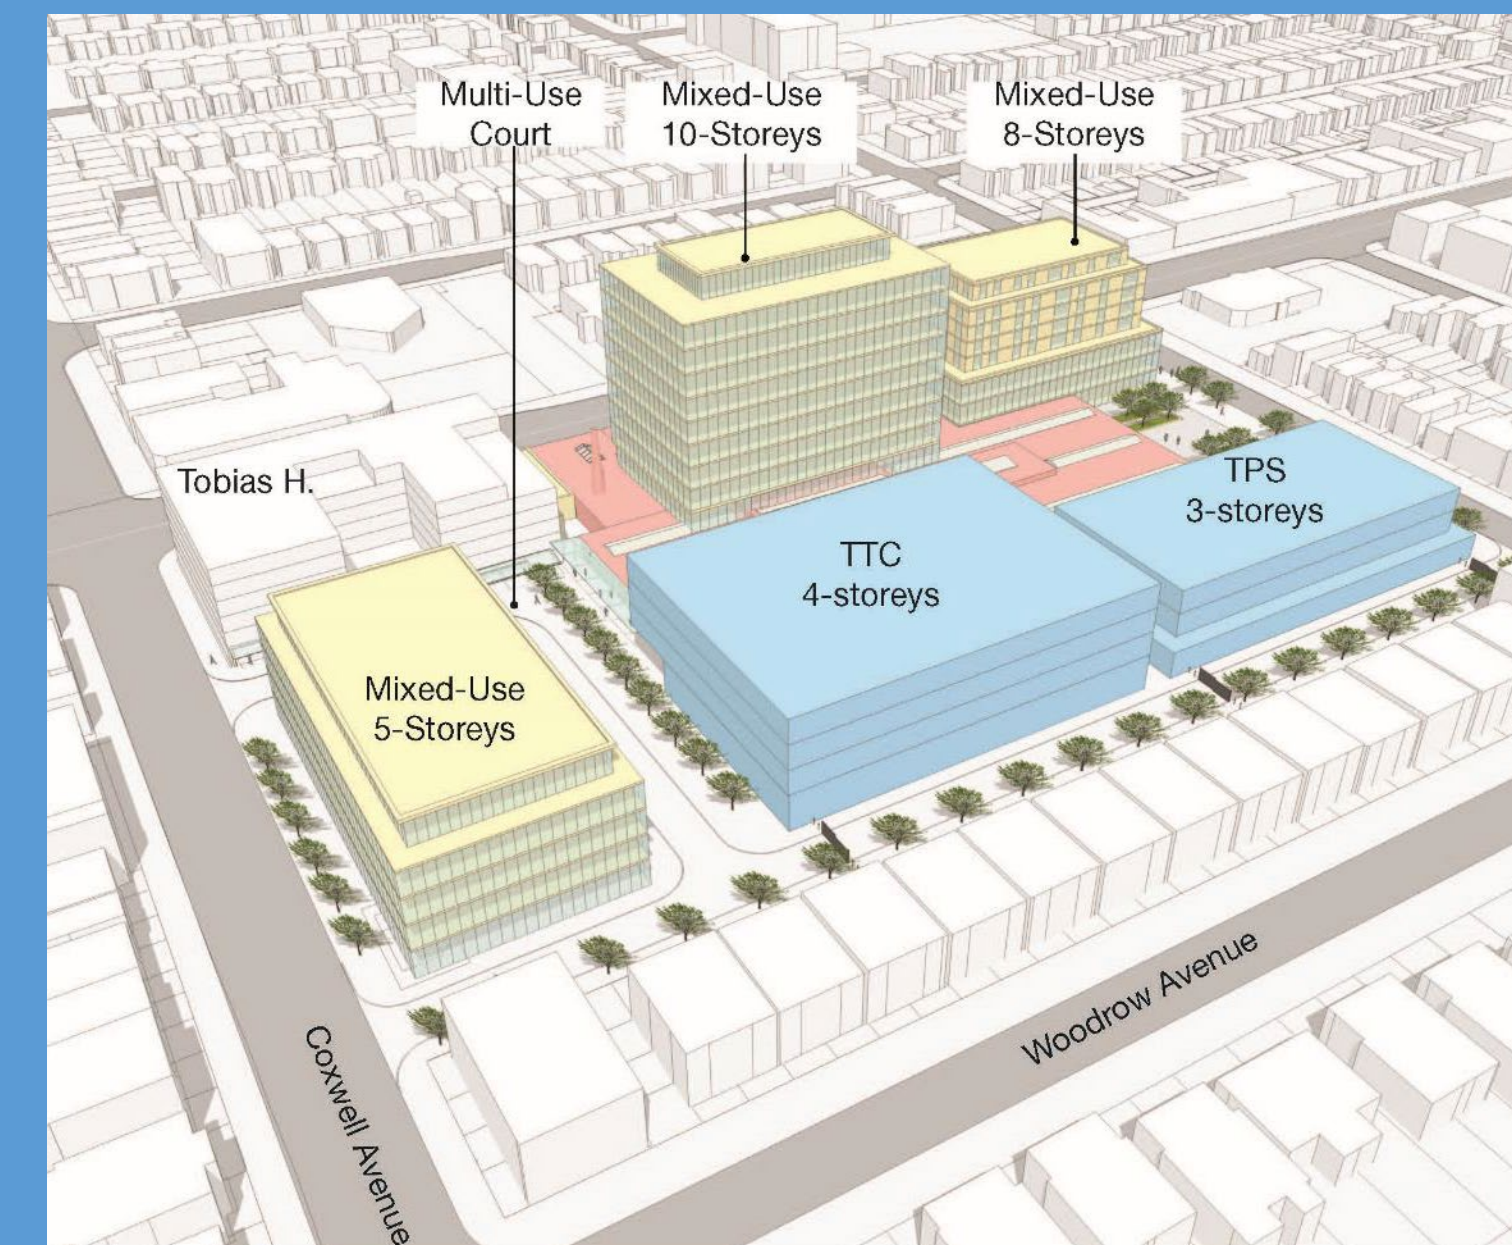 Multi-Use
Court
Mixed-Use
10-Storeys
Mixed-Use
8-Storeys
Tobias H.
TPS
3-storeys
TTC
4-storeys
Mixed-Use
5-Storeys
Woodrow Avenue
Coxwell Avenue